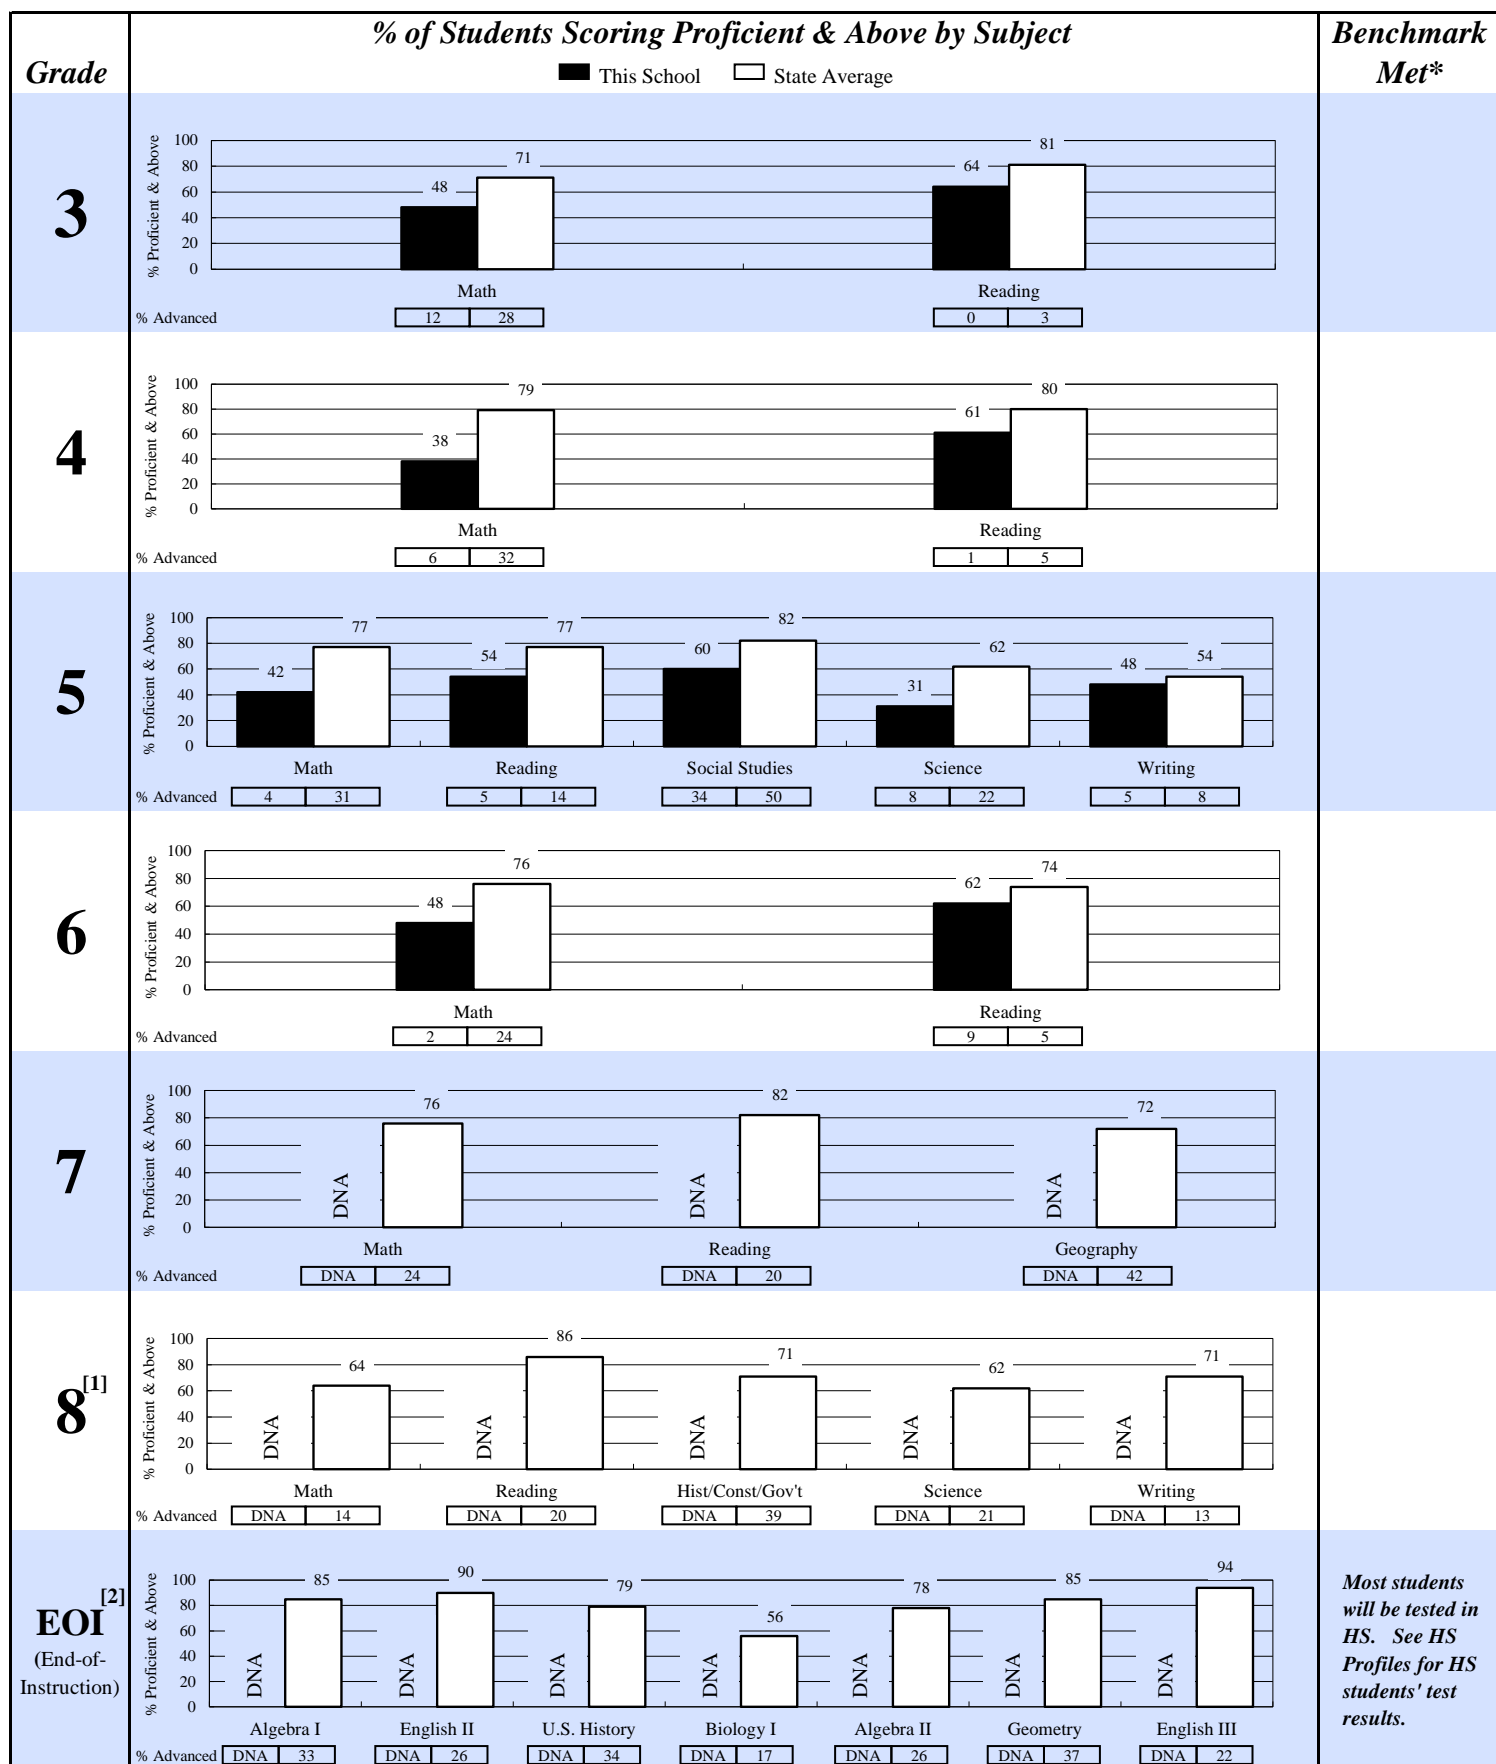 % of Students Scoring Proficient & Above by Subject
Benchmark
Met*
Grade
This School
State Average
3
% Proficient & Above
100
80
60
40
20
0
48
71
64
81
Math
Reading
% Advanced
12
28
0
3
4
% Proficient & Above
100
80
60
40
20
0
38
79
61
80
Math
Reading
% Advanced
6
32
1
5
5
% Proficient & Above
100
80
60
40
20
0
42
77
54
77
60
82
31
62
48
54
Math
Reading
Social Studies
Science
Writing
% Advanced
4
31
5
14
34
50
8
22
5
8
6
% Proficient & Above
100
80
60
40
20
0
48
76
62
74
Math
Reading
% Advanced
2
24
9
5
7
% Proficient & Above
100
80
60
40
20
0
DNA
76
DNA
82
DNA
72
Math
Reading
Geography
% Advanced
DNA
24
DNA
20
DNA
42
8[1]
% Proficient & Above
100
80
60
40
20
0
DNA
64
DNA
86
DNA
71
DNA
62
DNA
71
Math
Reading
Hist/Const/Gov't
Science
Writing
% Advanced
DNA
14
DNA
20
DNA
39
DNA
21
DNA
13
EOI[2]
(End-of-
Instruction)
% Proficient & Above
100
80
60
40
20
0
DNA
85
DNA
90
DNA
79
DNA
56
DNA
78
DNA
85
DNA
94
Algebra I
English II
U.S. History
Biology I
Algebra II
Geometry
English III
% Advanced
DNA
33
DNA
26
DNA
34
DNA
17
DNA
26
DNA
37
DNA
22
Most students
will be tested in
HS. See HS
Profiles for HS
students' test
results.